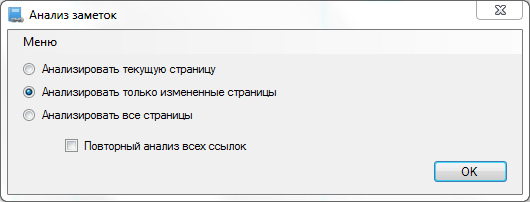 Анализ заметок
Меню
Анализировать текущую страницу
Анализировать только измененные страницы
Анализировать все страницы
Повторный анализ всех ссылок
OK